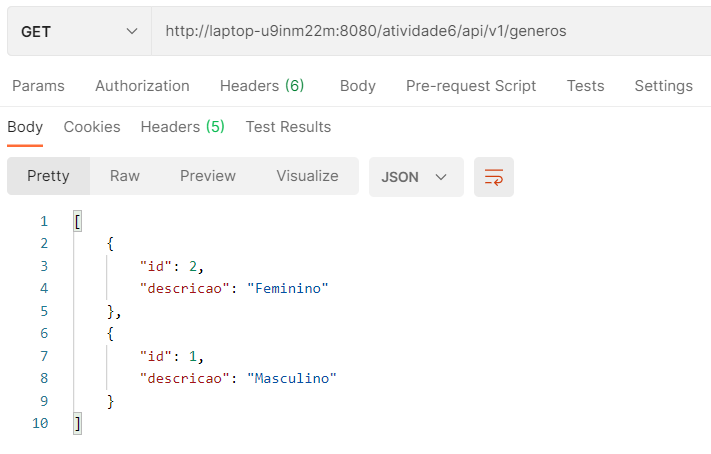 GET http://laptop-u9inm22m:8080/atividade6/api/v1/generos
Params Authorization Headers (6) Body Pre-request Script Tests Settings
Body Cookies Headers (5) Test Results
Pretty Raw Preview Visualize JSON
1 [
2 {
3 "id": 2,
4 "descricao": "Feminino"
5 },
6 {
7 "id": 1,
8 "descricao": "Masculino"
9 }
10 ]